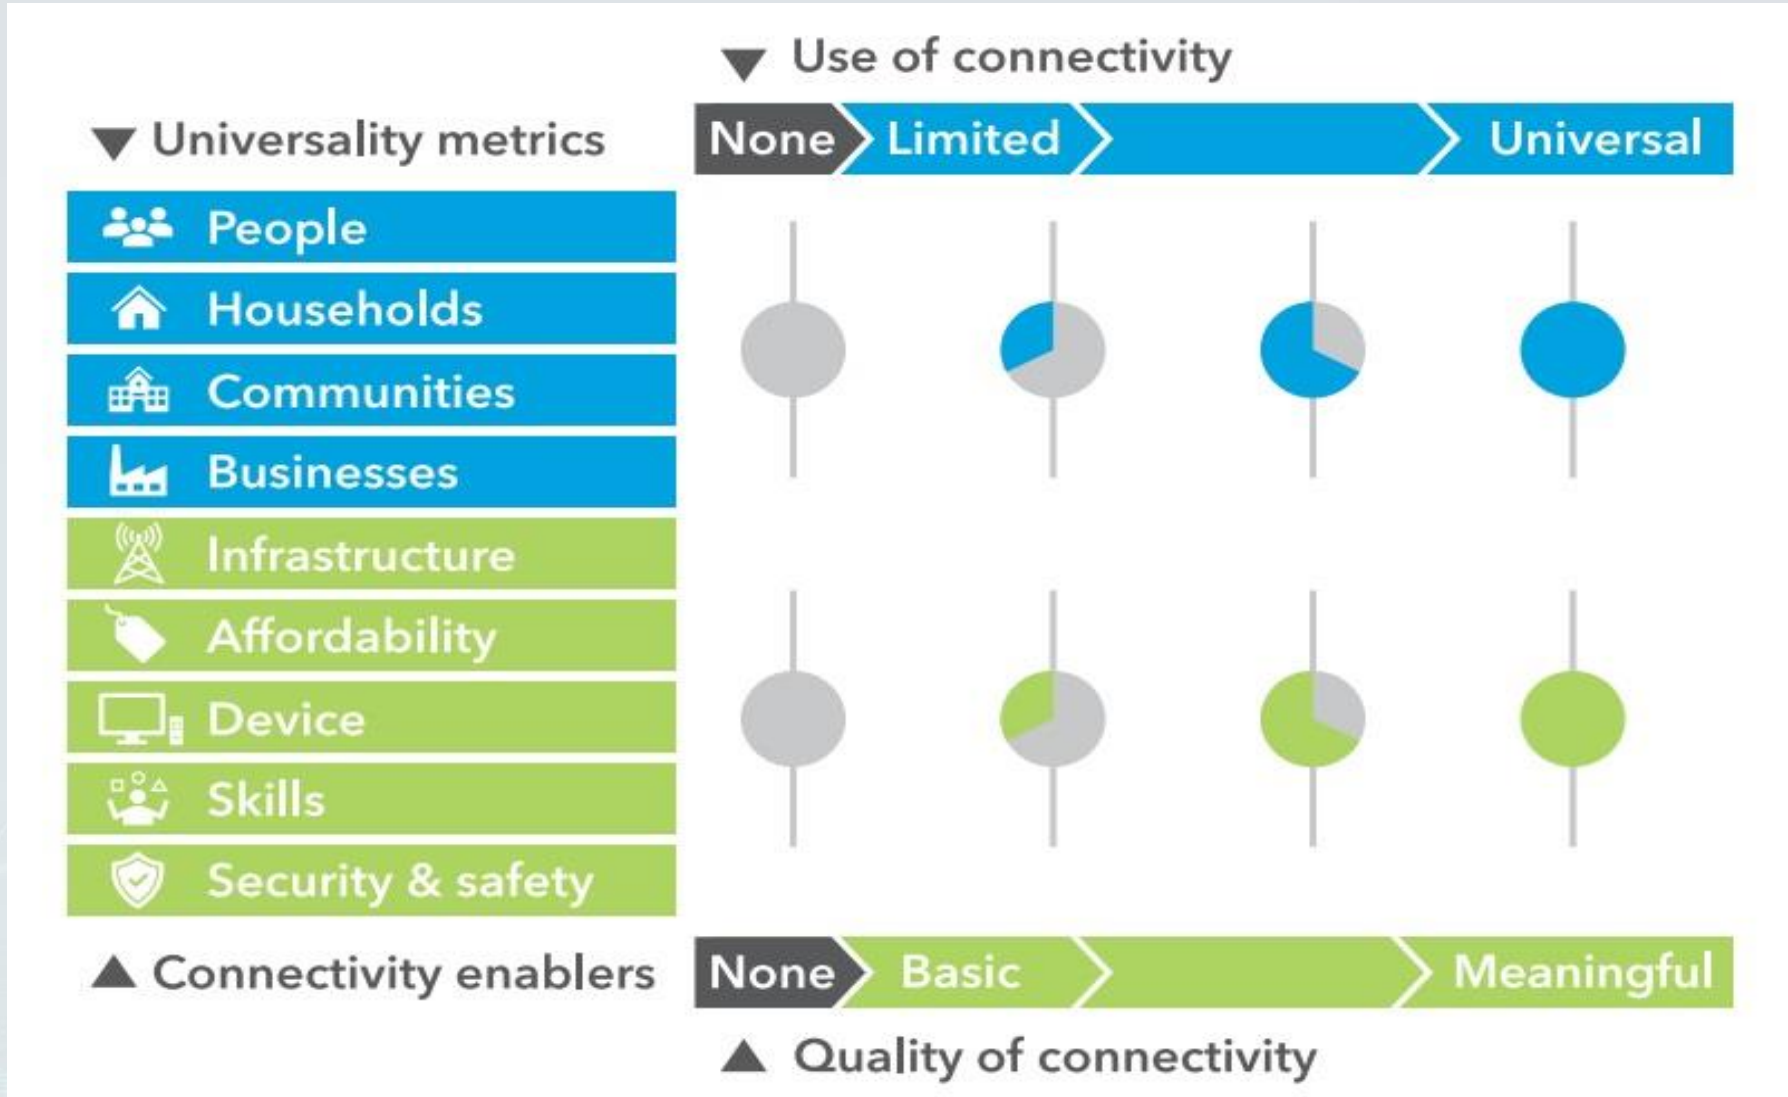 Use of connectivity
Universality metrics
None Limited Universal
People
Households
Communities
Businesses
Infrastructure
Affordability
Device
Skills
Security & safety
Connectivity enablers
None Basic Meaningful
Quality of connectivity